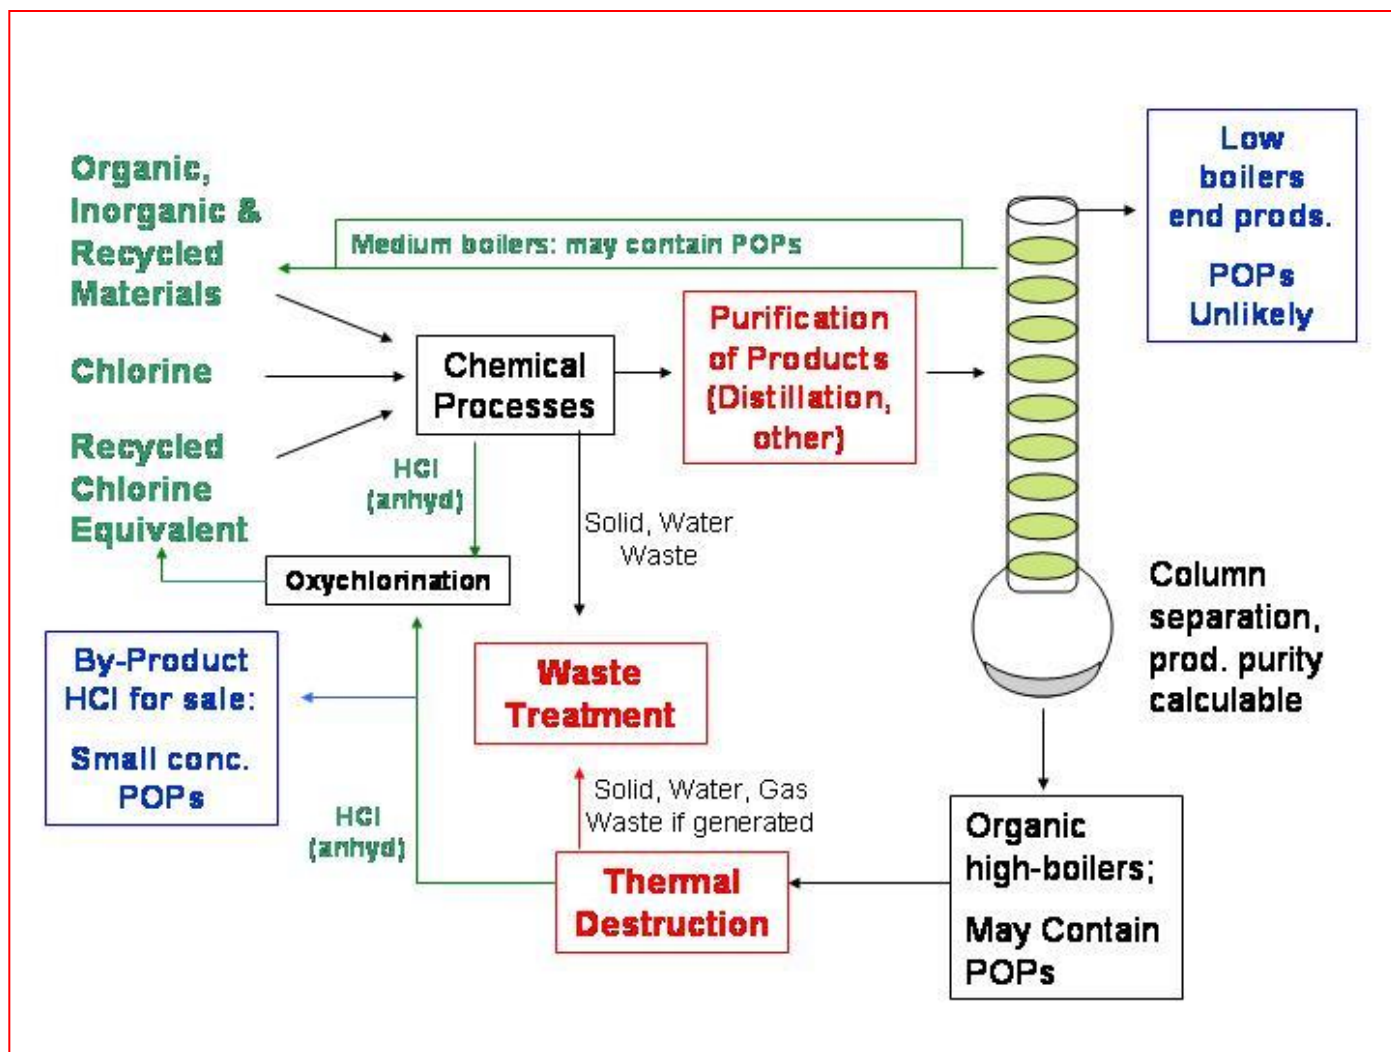 Organic,
Inorganic &
Recycled
Materials
Chlorine
Recycled
Chlorine
Equivalent
Medium boilers: may contain POPs
Chemical
Processes
Purification
of Products
(Distillation,
other)
Low
boilers
end prods.
POPs
Unlikely
HCl
(anhyd)
Solid, Water
Waste
Oxychlorination
Column
separation,
prod. purity
calculable
By-Product
HCl for sale:
Small conc.
POPs
Waste
Treatment
HCl
(anhyd)
Solid, Water, Gas
Waste if generated
Thermal
Destruction
Organic
high-boilers;
May Contain
POPs